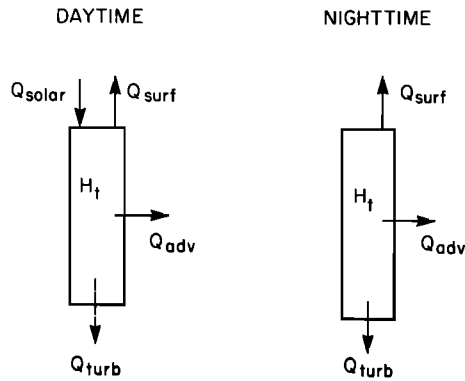 DAYTIME
NIGHTTIME
Qsolar
Qsurf
Qsurf
Ht
Ht
Qadv
Qadv
Qturb
Qturb